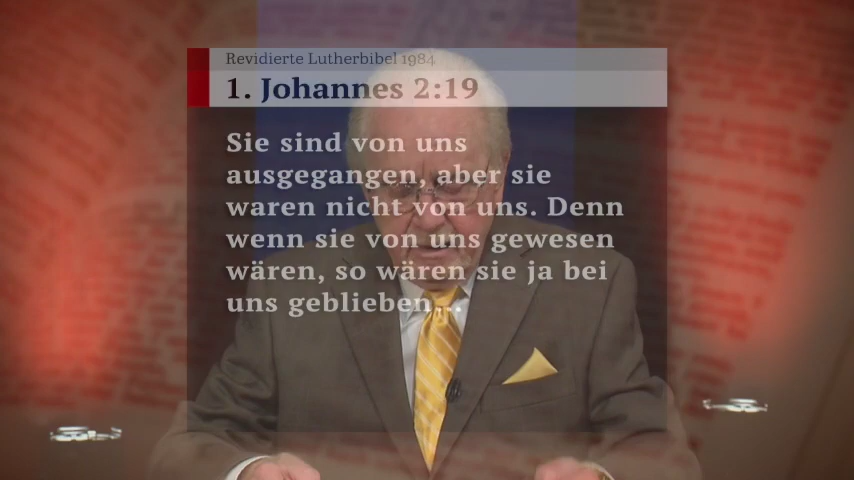 Revidierte Lutherbibel 1984
1. Johannes 2:19
Sie sind von uns
ausgegangen, aber sie
waren nicht von uns. Denn
wenn sie von uns gewesen
wären, so wären sie ja bei
uns geblieben...